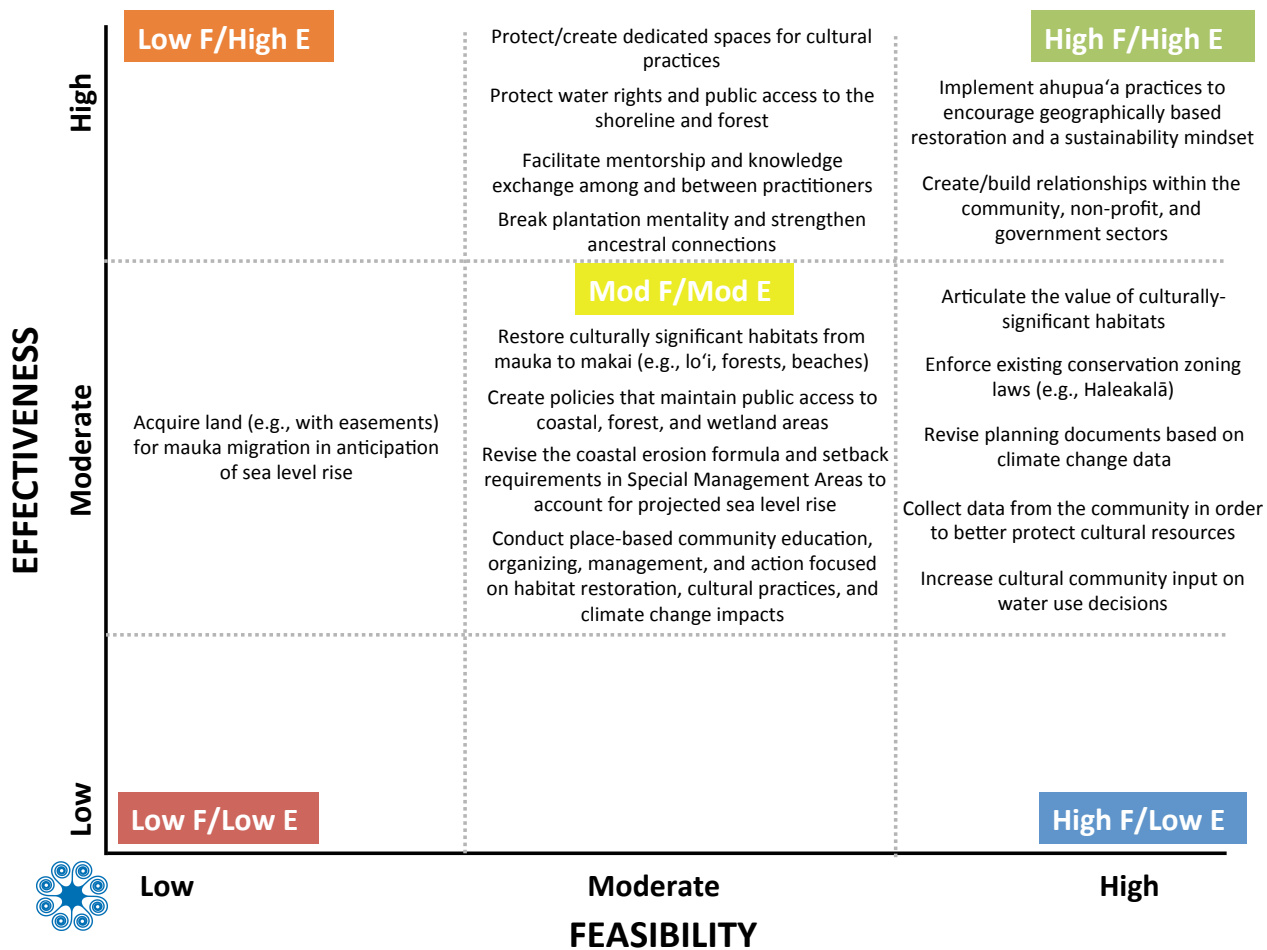 Low F/High E
Protect/create dedicated spaces for cultural
practices
Protect water rights and public access to the
shoreline and forest
Facilitate mentorship and knowledge
exchange among and between practitioners
Break plantation mentality and strengthen
ancestral connections
High F/High E
Implement ahupuaʻa practices to
encourage geographically based
restoration and a sustainability mindset
Create/build relationships within the
community, non-profit, and
government sectors
High
EFFECTIVENESS
Moderate
Acquire land (e.g., with easements)
for mauka migration in anticipation
of sea level rise
Mod F/Mod E
Restore culturally significant habitats from
mauka to makai (e.g., loʻi, forests, beaches)
Create policies that maintain public access to
coastal, forest, and wetland areas
Revise the coastal erosion formula and setback
requirements in Special Management Areas to
account for projected sea level rise
Conduct place-based community education,
organizing, management, and action focused
on habitat restoration, cultural practices, and
climate change impacts
Articulate the value of culturally-
significant habitats
Enforce existing conservation zoning
laws (e.g., Haleakalā)
Revise planning documents based on
climate change data
Collect data from the community in order
to better protect cultural resources
Increase cultural community input on
water use decisions
Low
Low F/Low E
High F/Low E
Low
Moderate
High
FEASIBILITY